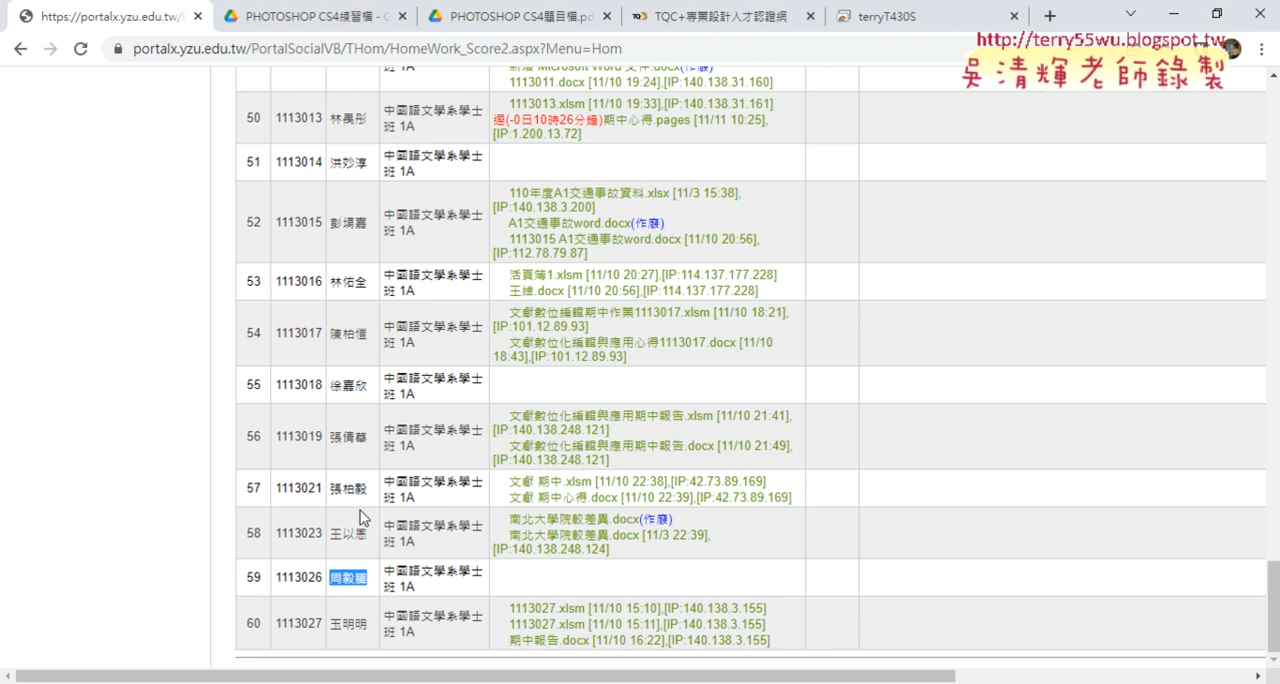 https://portalx.yzu.edu.tw/
PHOTOSHOP CS4練習檔 - G
PHOTOSHOP CS4題目檔.pd
TQC+專業設計人才認證網
terryT430S
portalx.yzu.edu.tw/PortalSocialVB/THom/HomeWork_Score2.aspx?Menu=Hom
http://terry55wu.blogspot.tw
吳清輝老師錄製
班 1A
新增 Microsoft Word 文件.docx(作廢)
1113011.docx [11/10 19:24],[IP:140.138.31.160]
50 1113013 林禺彤 中國語文學系學士班 1A
1113013.xlsm [11/10 19:33],[IP:140.138.31.161]
遲(-0日10時26分鐘)期中心得.pages [11/11 10:25],
[IP:1.200.13.72]
51 1113014 洪妙淳 中國語文學系學士班 1A
52 1113015 彭 嘉 中國語文學系學士班 1A
110年度A1交通事故資料.xlsx [11/3 15:38],
[IP:140.138.3.200]
A1交通事故word.docx(作廢)
1113015 A1交通事故word.docx [11/10 20:56],
[IP:112.78.79.87]
53 1113016 林佑全 中國語文學系學士班 1A
活頁簿1.xlsm [11/10 20:27],[IP:114.137.177.228]
王維.docx [11/10 20:56],[IP:114.137.177.228]
54 1113017 陳柏愷 中國語文學系學士班 1A
文獻數位編輯期中作業1113017.xlsm [11/10 18:21],
[IP:101.12.89.93]
文獻數位編輯與應用心得1113017.docx [11/10
18:43],[IP:101.12.89.93]
55 1113018 徐嘉欣 中國語文學系學士班 1A
56 1113019 張倩華 中國語文學系學士班 1A
文獻數位化編輯與應用期中報告.xlsm [11/10 21:41],
[IP:140.138.248.121]
文獻數位化編輯與應用期中報告.docx [11/10 21:49],
[IP:140.138.248.121]
57 1113021 張柏毅 中國語文學系學士班 1A
文獻 期中.xlsm [11/10 22:38],[IP:42.73.89.169]
文獻 期中心得.docx [11/10 22:39],[IP:42.73.89.169]
58 1113023 王以恩 中國語文學系學士班 1A
南北大學院較差異.docx(作廢)
南北大學院較差異.docx [11/3 22:39],
[IP:140.138.248.124]
59 1113026 周毅 中國語文學系學士班 1A
60 1113027 王明明 中國語文學系學士班 1A
1113027.xlsm [11/10 15:10],[IP:140.138.3.155]
1113027.xlsm [11/10 15:11],[IP:140.138.3.155]
期中報告.docx [11/10 16:22],[IP:140.138.3.155]